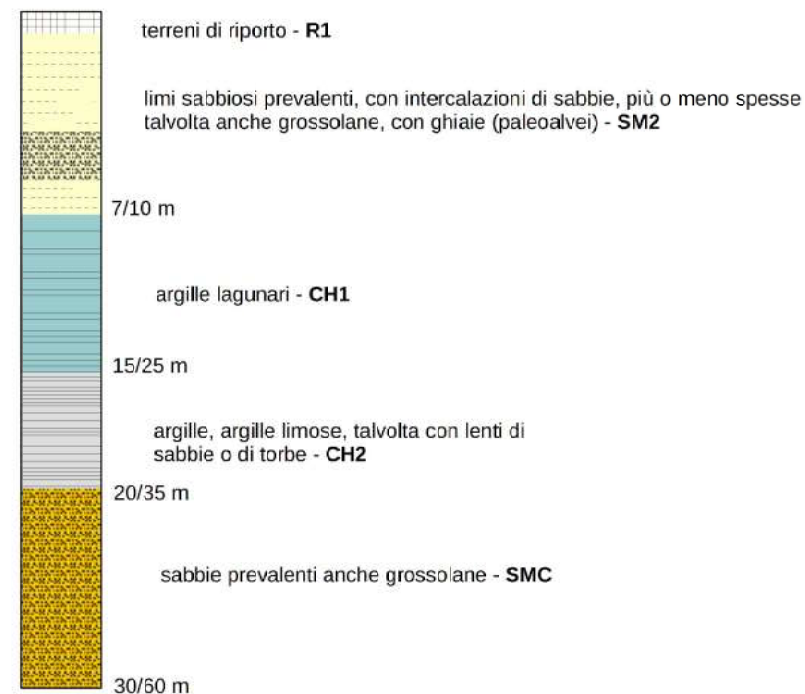 terreni di riporto - R1
limi sabbiosi prevalenti, con intercalazioni di sabbie, più o meno spesse
talvolta anche grossolane, con ghiaie (paleoalvei) - SM2
7/10 m
argille lagunari - CH1
15/25 m
argille, argille limose, talvolta con lenti di
sabbie o di torbe - CH2
20/35 m
sabbie prevalenti anche grossolane - SMC
30/60 m